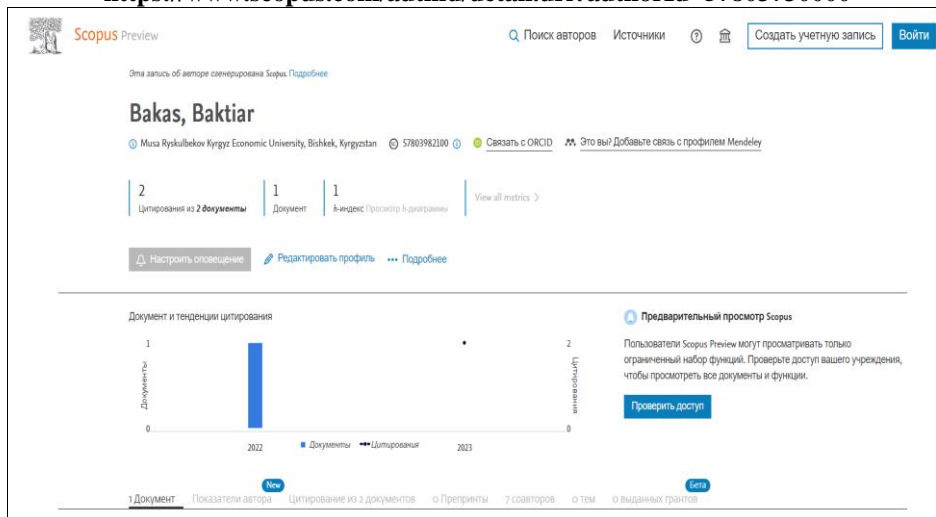 Scopus Preview
Поиск авторов Источники Создать учетную запись Войти
Эта запись об авторе сгенерирована Scopus Подробнее
Bakas, Baktiar
Musa Ryskulbekov Kyrgyz Economic University, Bishkek, Kyrgyzstan 57803982100 Связать с ORCID Это вы? Добавьте связь с профилем Mendeley
2 1 1 View all metrics >
Цитирования из 2 документы Документ h-индекс Просмотр h-диаграммы
Настроить оповещение Редактировать профиль ••• Подробнее
Документ и тенденции цитирования
Предварительный просмотр Scopus
Пользователи Scopus Preview могут просматривать только
ограниченный набор функций. Проверьте доступ вашего учреждения,
чтобы просмотреть все документы и функции.
Проверить доступ
1 2
Документы Цитирования
0 0
2022 Документы Цитирования 2023
New Бета
1 Документ Показатели автора Цитирование из 2 документов 0 Препринты 7 соавторов 0 тем 0 выданных грантов